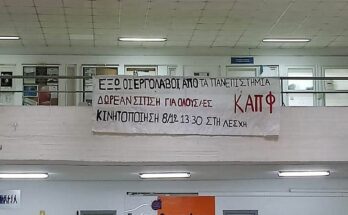 ΕΞΩ ΟΙ ΕΡΓΟΛΑΒΟΙ ΑΠΟ ΤΑ ΠΑΝΕΠΙΣΤΗΜΙΑ
ΔΩΡΕΑΝ ΣΙΤΙΣΗ ΓΙΑ ΟΛΟΥΣ/ΕΣ ΚΑΠΦ
ΚΙΝΗΤΟΠΟΙΗΣΗ 8/12 13:30 ΣΤΗ ΛΕΣΧΗ